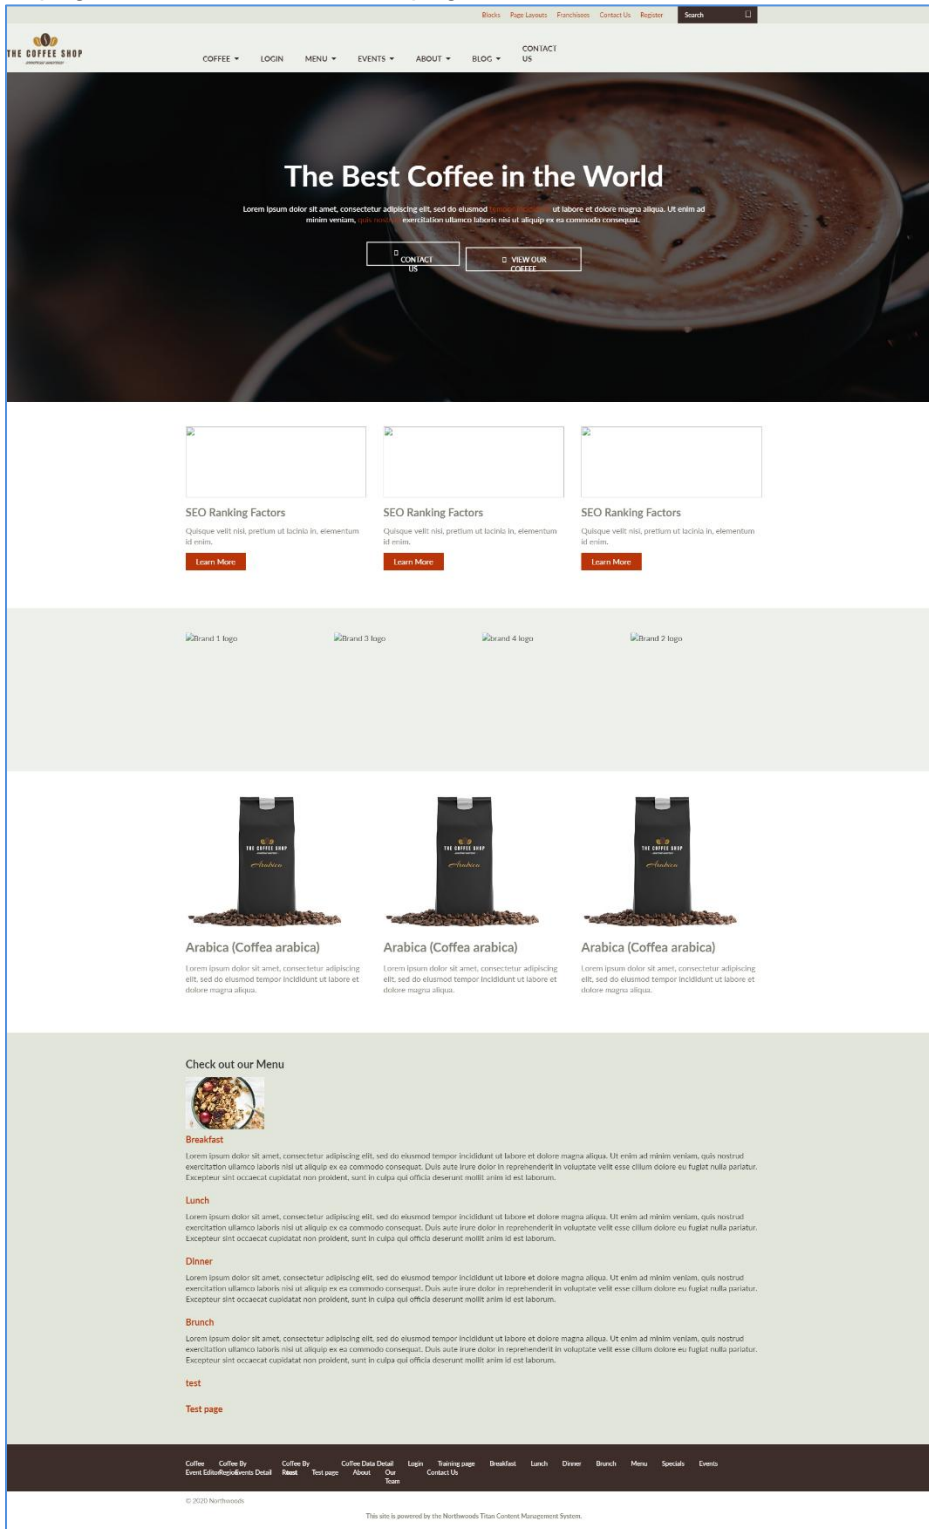 Blocks Page Layouts Franchisees Contact Us Register Search
THE COFFEE SHOP
COFFEE LOGIN MENU EVENTS ABOUT BLOG CONTACT US
The Best Coffee in the World
Lorem ipsum dolor sit amet, consectetur adipiscing elit, sed do eiusmod ut labore et dolore magna aliqua. Ut enim ad
minim veniam, quis exercitation ullamco laboris nisi ut aliquip ex ea commodo consequat.
CONTACT US
VIEW OUR COFFEE
SEO Ranking Factors
Quisque velit nisi, pretium ut lacinia in, elementum
id enim.
Learn More
SEO Ranking Factors
Quisque velit nisi, pretium ut lacinia in, elementum
id enim.
Learn More
SEO Ranking Factors
Quisque velit nisi, pretium ut lacinia in, elementum
id enim.
Learn More
Brand 1 logo Brand 3 logo brand 4 logo Brand 2 logo
THE COFFEE SHOP
Arabica
THE COFFEE SHOP
Arabica
THE COFFEE SHOP
Arabica
Arabica (Coffea arabica)
Lorem ipsum dolor sit amet, consectetur adipiscing
elit, sed do eiusmod tempor incididunt ut labore et
dolore magna aliqua.
Arabica (Coffea arabica)
Lorem ipsum dolor sit amet, consectetur adipiscing
elit, sed do eiusmod tempor incididunt ut labore et
dolore magna aliqua.
Arabica (Coffea arabica)
Lorem ipsum dolor sit amet, consectetur adipiscing
elit, sed do eiusmod tempor incididunt ut labore et
dolore magna aliqua.
Check out our Menu
Breakfast
Lorem ipsum dolor sit amet, consectetur adipiscing elit, sed do eiusmod tempor incididunt ut labore et dolore magna aliqua. Ut enim ad minim veniam, quis nostrud
exercitation ullamco laboris nisi ut aliquip ex ea commodo consequat. Duis aute irure dolor in reprehenderit in voluptate velit esse cillum dolore eu fugiat nulla pariatur.
Excepteur sint occaecat cupidatat non proident, sunt in culpa qui officia deserunt mollit anim id est laborum.
Lunch
Lorem ipsum dolor sit amet, consectetur adipiscing elit, sed do eiusmod tempor incididunt ut labore et dolore magna aliqua. Ut enim ad minim veniam, quis nostrud
exercitation ullamco laboris nisi ut aliquip ex ea commodo consequat. Duis aute irure dolor in reprehenderit in voluptate velit esse cillum dolore eu fugiat nulla pariatur.
Excepteur sint occaecat cupidatat non proident, sunt in culpa qui officia deserunt mollit anim id est laborum.
Dinner
Lorem ipsum dolor sit amet, consectetur adipiscing elit, sed do eiusmod tempor incididunt ut labore et dolore magna aliqua. Ut enim ad minim veniam, quis nostrud
exercitation ullamco laboris nisi ut aliquip ex ea commodo consequat. Duis aute irure dolor in reprehenderit in voluptate velit esse cillum dolore eu fugiat nulla pariatur.
Excepteur sint occaecat cupidatat non proident, sunt in culpa qui officia deserunt mollit anim id est laborum.
Brunch
Lorem ipsum dolor sit amet, consectetur adipiscing elit, sed do eiusmod tempor incididunt ut labore et dolore magna aliqua. Ut enim ad minim veniam, quis nostrud
exercitation ullamco laboris nisi ut aliquip ex ea commodo consequat. Duis aute irure dolor in reprehenderit in voluptate velit esse cillum dolore eu fugiat nulla pariatur.
Excepteur sint occaecat cupidatat non proident, sunt in culpa qui officia deserunt mollit anim id est laborum.
test
Test page
Coffee Coffee By Coffee By Coffee Data Detail Login Training page Breakfast Lunch Dinner Brunch Menu Specials Events
Event Editor Region Events Detail Test page About Our Team Contact Us
© 2020 Northwoods
This site is powered by the Northwoods Titan Content Management System.